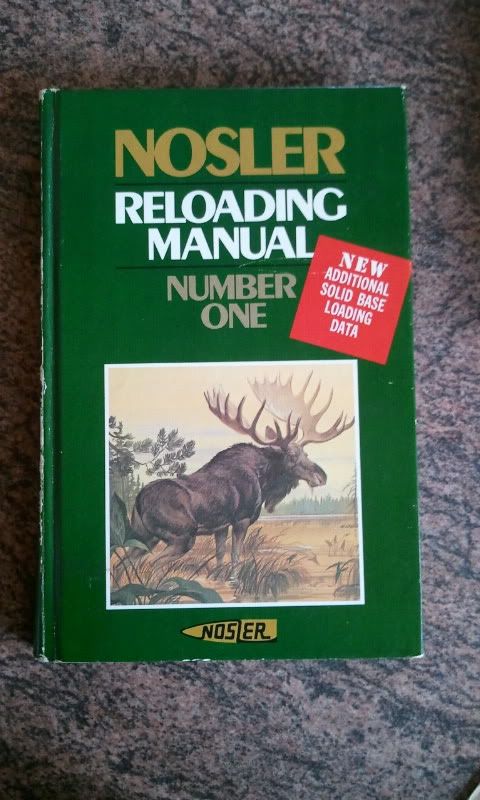 NOSLER
RELOADING
MANUAL
NUMBER
ONE
NEW
ADDITIONAL
SOLID BASE
LOADING
DATA
NOSLER